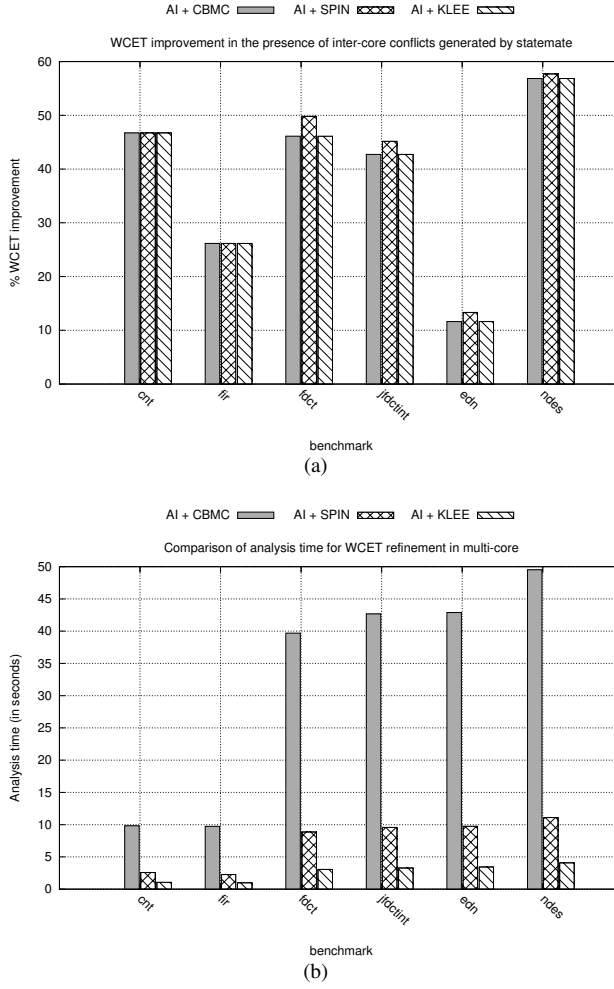 AI + CBMC AI + SPIN AI + KLEE
WCET improvement in the presence of inter-core conflicts generated by statemate
60
50
40
30
20
10
0
% WCET improvement
cnt fir fdct jfdctint edn ndes
benchmark
(a)
AI + CBMC AI + SPIN AI + KLEE
Comparison of analysis time for WCET refinement in multi-core
50
45
40
35
30
25
20
15
10
5
0
Analysis time (in seconds)
cnt fir fdct jfdctint edn ndes
benchmark
(b)